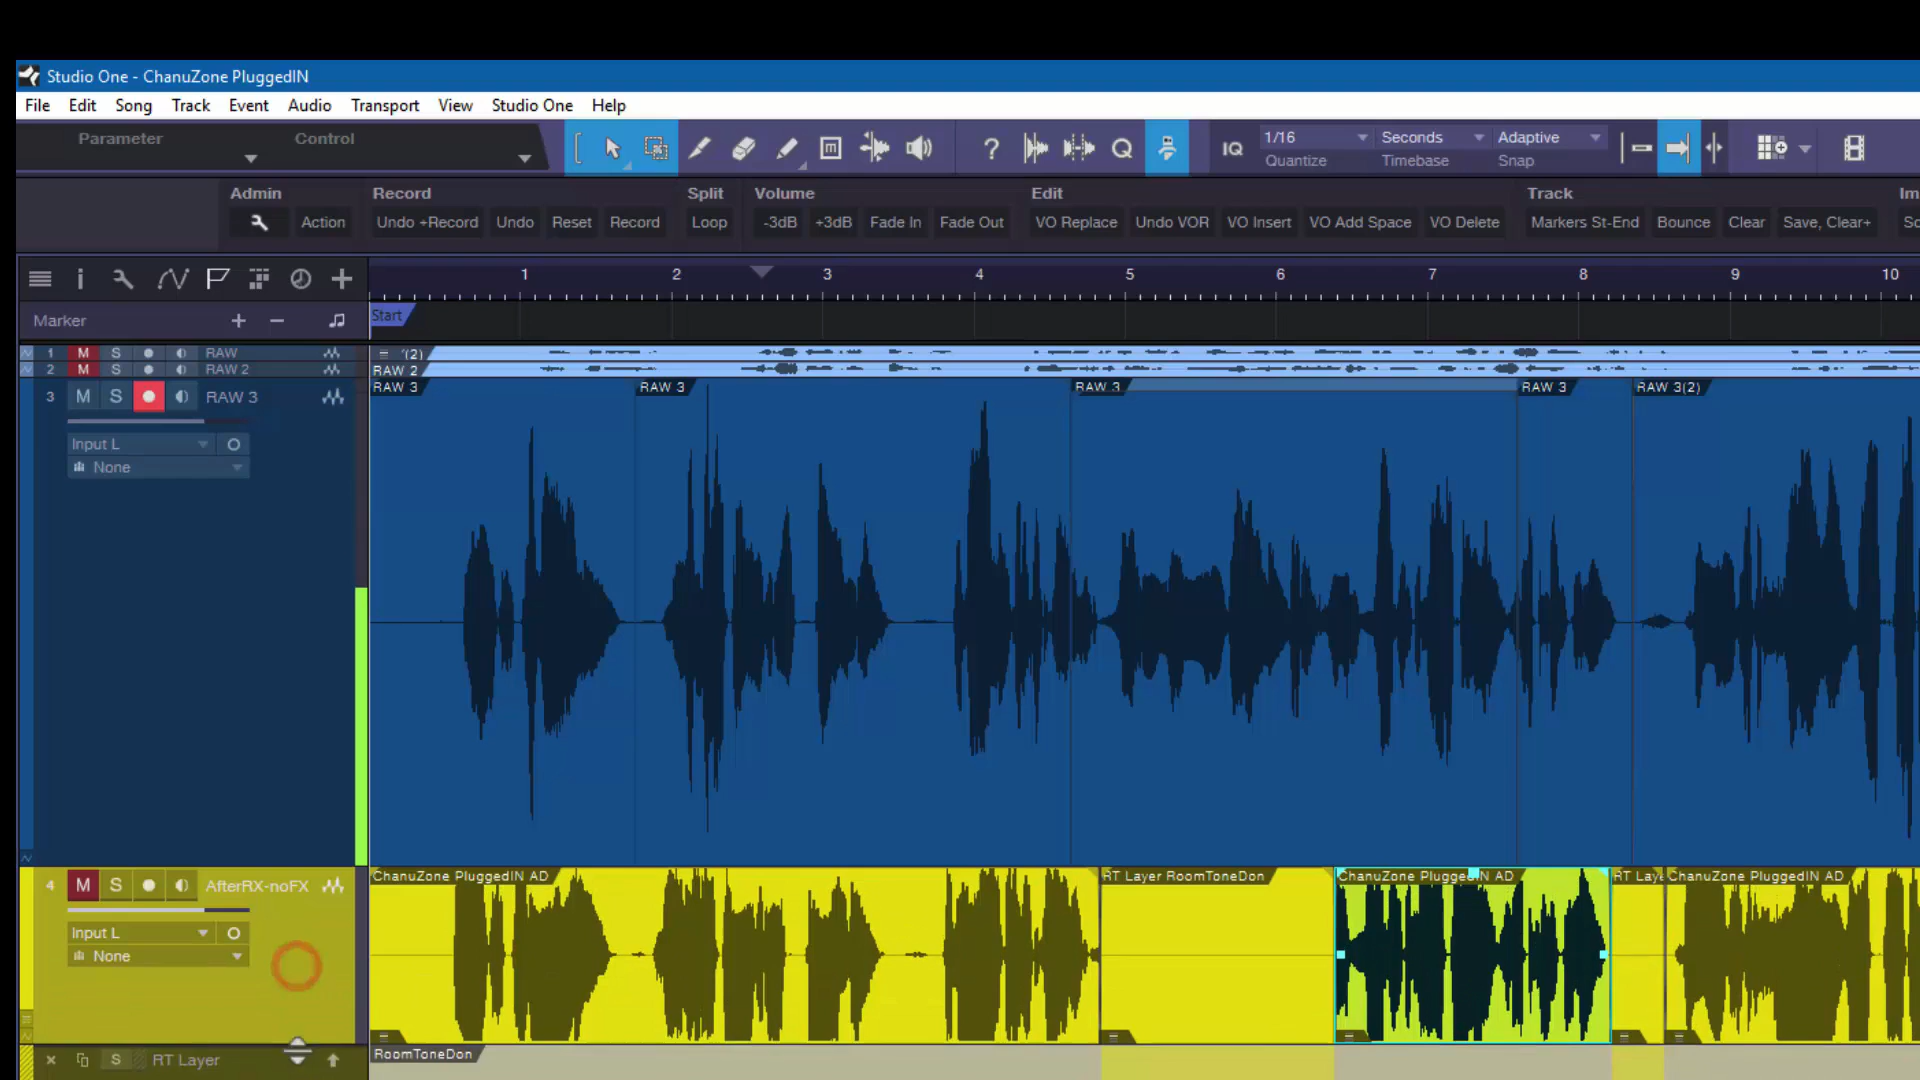 Studio One - ChanuZone PluggedIN
File Edit Song Track Event Audio Transport View Studio One Help
Parameter Control
? Q IQ 1/16 Seconds Adaptive
Quantize Timebase Snap
Admin Record Split Volume Edit Track
Action Undo +Record Undo Reset Record Loop -3dB +3dB Fade In Fade Out VO Replace Undo VOR VO Insert VO Add Space VO Delete Markers St-End Bounce Clear Save, Clear+
1 2 3 4 5 6 7 8 9 10
Marker + -
Start
1 M S RAW
(2)
2 M S RAW 2
RAW 2
3 M S RAW 3
RAW 3 RAW 3 RAW 3 RAW 3 RAW 3(2)
Input L
None
4 M S AfterRX-noFX
ChanuZone PluggedIN AD RT Layer RoomToneDon ChanuZone PluggedIN AD ChanuZone PluggedIN AD
Input L
None
S RT Layer
RoomToneDon